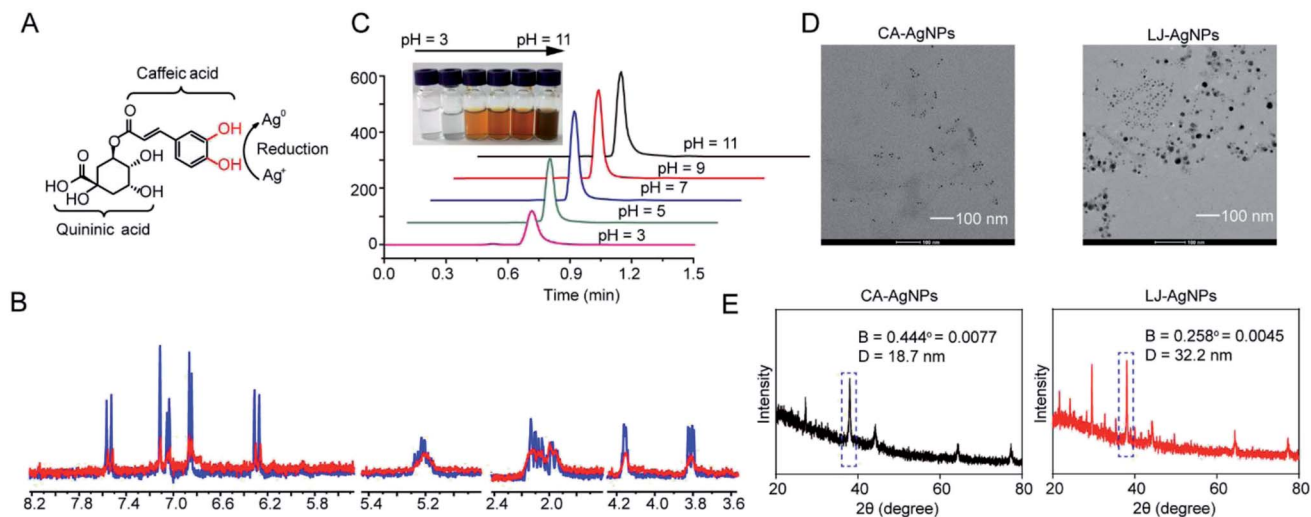 A
Caffeic acid
O
OH
OH
O
O
HO
HO
OH
OH
Ag⁰
Reduction
Ag⁺
Quininic acid
B
8.2 7.8 7.4 7.0 6.6 6.2 5.8
5.4 5.2
2.4 2.0
4.2 4.0 3.8 3.6
C
pH = 3 pH = 11
600
400
200
0
pH = 11
pH = 9
pH = 7
pH = 5
pH = 3
0.0 0.3 0.6 0.9 1.2 1.5
Time (min)
D
CA-AgNPs
100 nm
100 nm
LJ-AgNPs
100 nm
100 nm
E
CA-AgNPs
B = 0.444° = 0.0077
D = 18.7 nm
Intensity
20 40 60 80
2θ (degree)
LJ-AgNPs
B = 0.258° = 0.0045
D = 32.2 nm
Intensity
20 40 60 80
2θ (degree)